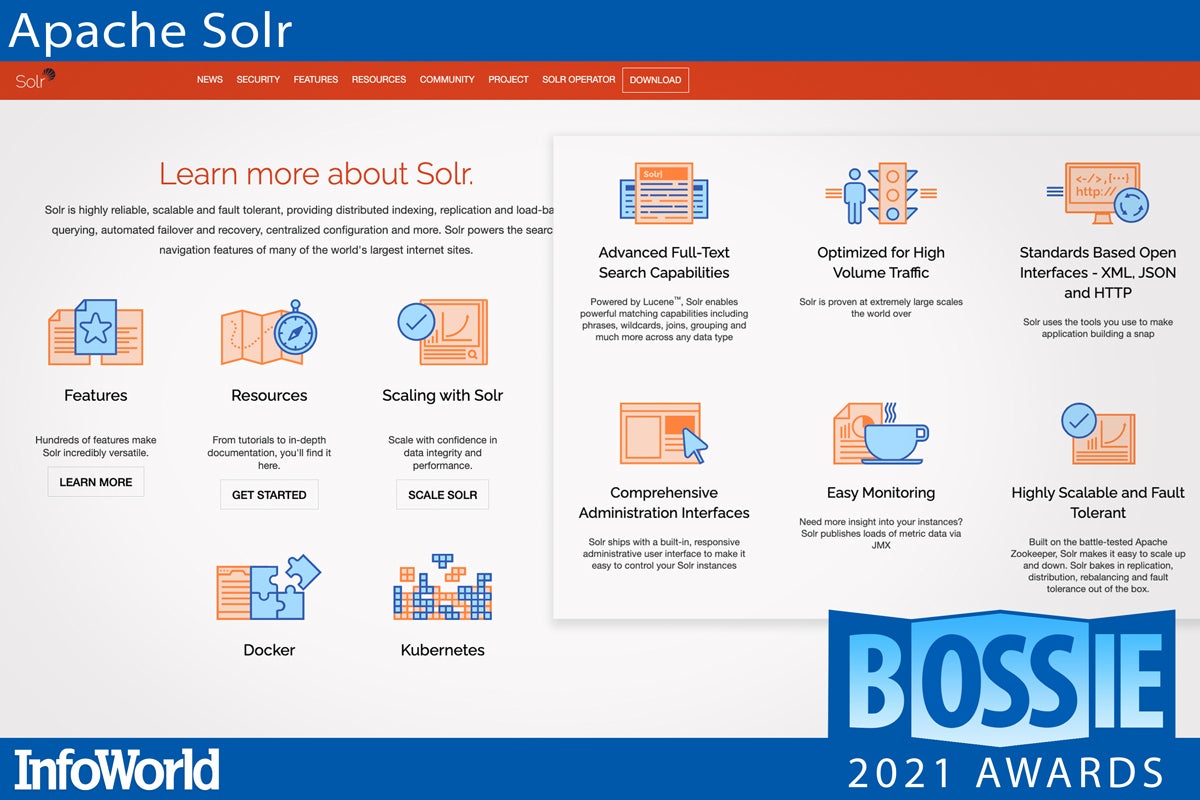 Apache Solr
Solr
NEWS SECURITY FEATURES RESOURCES COMMUNITY PROJECT SOLR OPERATOR DOWNLOAD
Learn more about Solr.
Solr is highly reliable, scalable and fault tolerant, providing distributed indexing, replication and load-ba
querying, automated failover and recovery, centralized configuration and more. Solr powers the searc
navigation features of many of the world's largest internet sites.
Features
Hundreds of features make
Solr incredibly versatile.
LEARN MORE
Resources
From tutorials to in-depth
documentation, you'll find it
here.
GET STARTED
Scaling with Solr
Scale with confidence in
data integrity and
performance.
SCALE SOLR
Docker
Kubernetes
Solr
Advanced Full-Text
Search Capabilities
Powered by Lucene™, Solr enables
powerful matching capabilities including
phrases, wildcards, joins, grouping and
much more across any data type
Optimized for High
Volume Traffic
Solr is proven at extremely large scales
the world over
<-/>,{···}
http://
Standards Based Open
Interfaces - XML, JSON
and HTTP
Solr uses the tools you use to make
application building a snap
Comprehensive
Administration Interfaces
Solr ships with a built-in, responsive
administrative user interface to make it
easy to control your Solr instances
Easy Monitoring
Need more insight into your instances?
Solr publishes loads of metric data via
JMX
Highly Scalable and Fault
Tolerant
Built on the battle-tested Apache
Zookeeper, Solr makes it easy to scale up
and down. Solr bakes in replication,
distribution, rebalancing and fault
tolerance out of the box.
BOSSIE
2021 AWARDS
InfoWorld